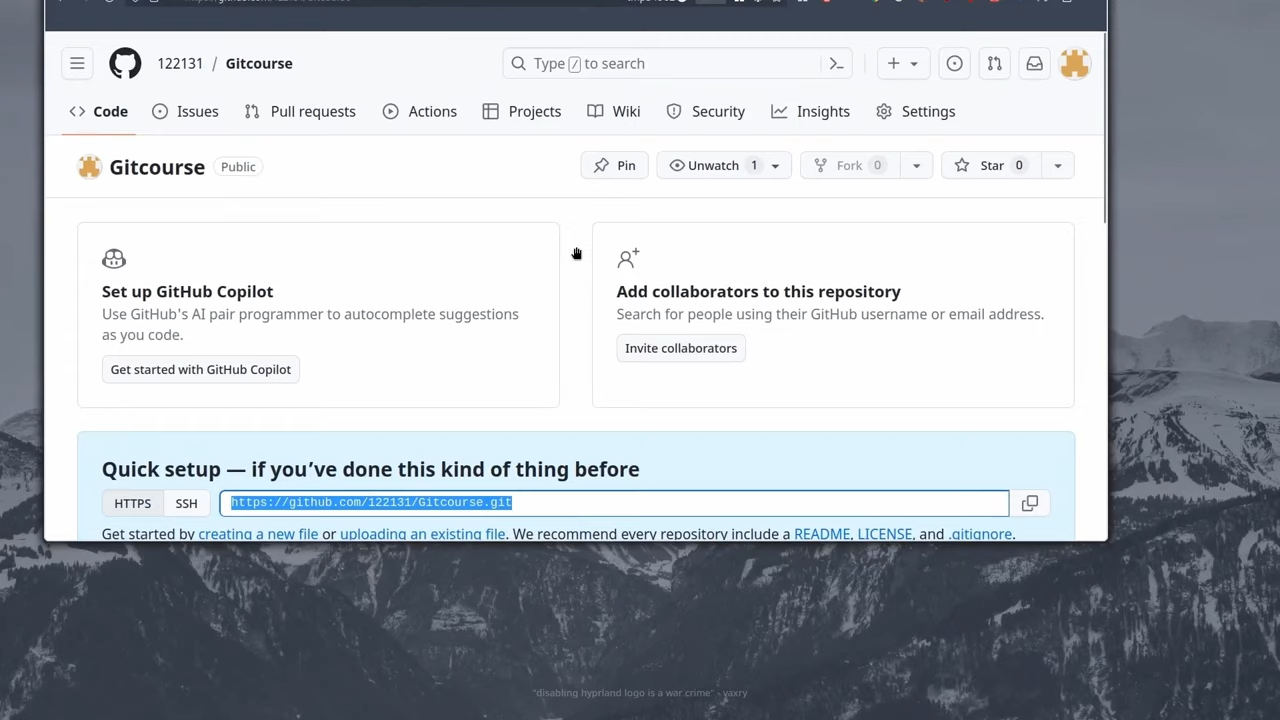 122131 / Gitcourse
Type / to search
Code Issues Pull requests Actions Projects Wiki Security Insights Settings
Gitcourse Public Pin Unwatch 1 Fork 0 Star 0
Set up GitHub Copilot
Use GitHub's AI pair programmer to autocomplete suggestions
as you code.
Get started with GitHub Copilot
Add collaborators to this repository
Search for people using their GitHub username or email address.
Invite collaborators
Quick setup — if you’ve done this kind of thing before
HTTPS SSH https://github.com/122131/Gitcourse.git
Get started by creating a new file or uploading an existing file. We recommend every repository include a README, LICENSE, and .gitignore.
"disabling hyprland logo is a war crime" - vaxry